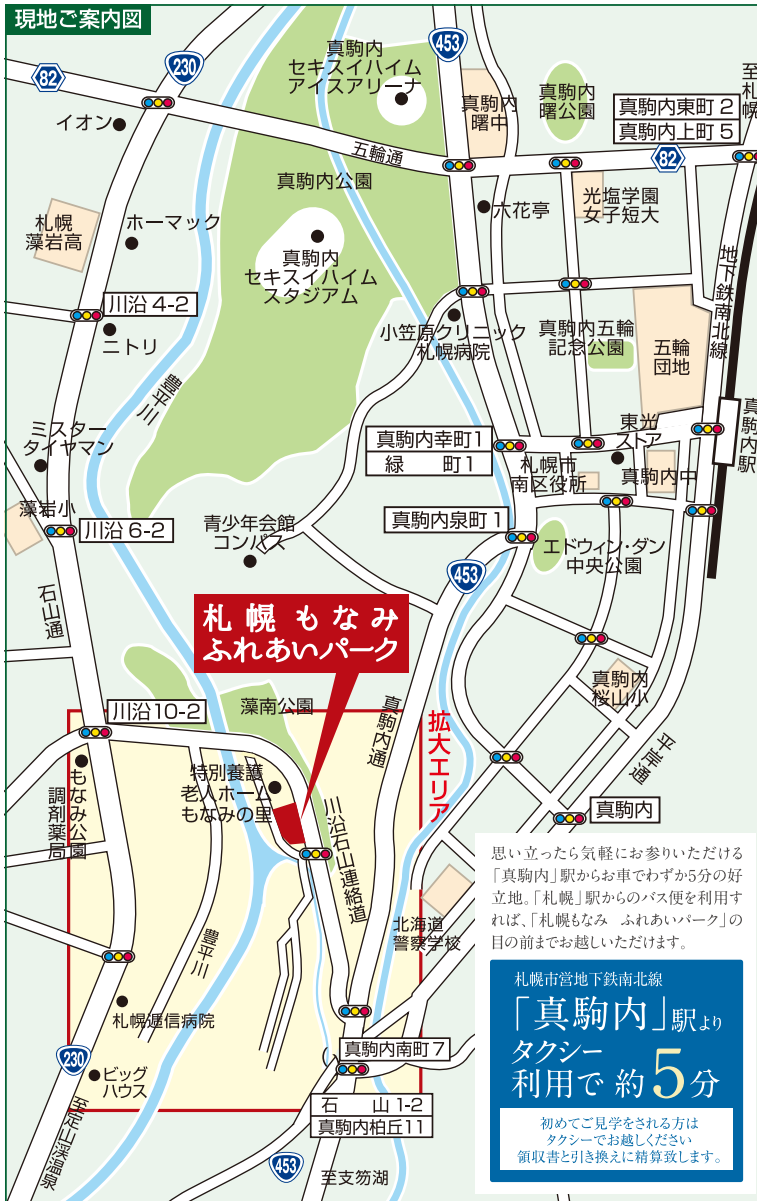 現地ご案内図
453
230
82
真駒内
セキスイハイム
アイスアリーナ
真駒内
曙中
真駒内
曙公園
真駒内東町 2
真駒内上町 5
至札幌
イオン
五輪通
82
真駒内公園
札幌
藻岩高
ホーマック
六花亭
光塩学園
女子短大
真駒内
セキスイハイム
スタジアム
地下鉄南北線
川沿 4-2
ニトリ
小笠原クリニック
札幌病院
真駒内五輪
記念公園
五輪
団地
豊平川
ミスター
タイヤマン
真駒内幸町1
緑 町1
東光
ストア
真駒内駅
札幌市
南区役所
真駒内中
藻岩小
川沿 6-2
青少年会館
コンパス
真駒内泉町 1
エドウィン・ダン
中央公園
453
石山通
札幌 もなみ
ふれあいパーク
真駒内
桜山小
川沿10-2
藻南公園
真駒内通
拡大エリア
平岸通
もなみ公園
調剤薬局
特別養護
老人ホーム
もなみの里
川沿石山連絡道
真駒内
思い立ったら気軽にお参りいただける
「真駒内」駅からお車でわずか5分の好
立地。「札幌」駅からのバス便を利用す
れば、「札幌もなみ ふれあいパーク」の
目の前までお越しいただけます。
北海道
警察学校
豊平川
札幌逓信病院
札幌市営地下鉄南北線
「真駒内」駅より
タクシー
利用で 約5分
真駒内南町 7
230
ビッグ
ハウス
石 山 1-2
真駒内柏丘11
初めてご見学をされる方は
タクシーでお越しください
領収書と引き換えに精算致します。
至定山渓温泉
453
至支笏湖